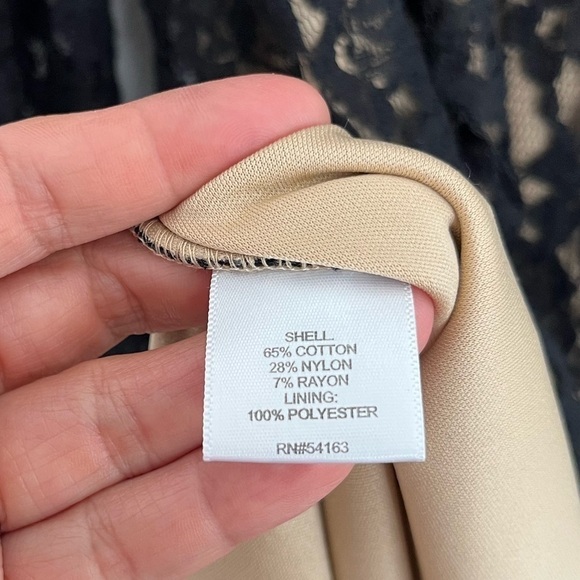 SHELL.
65% COTTON
28% NYLON
7% RAYON
LINING:
100% POLYESTER
RN#54163